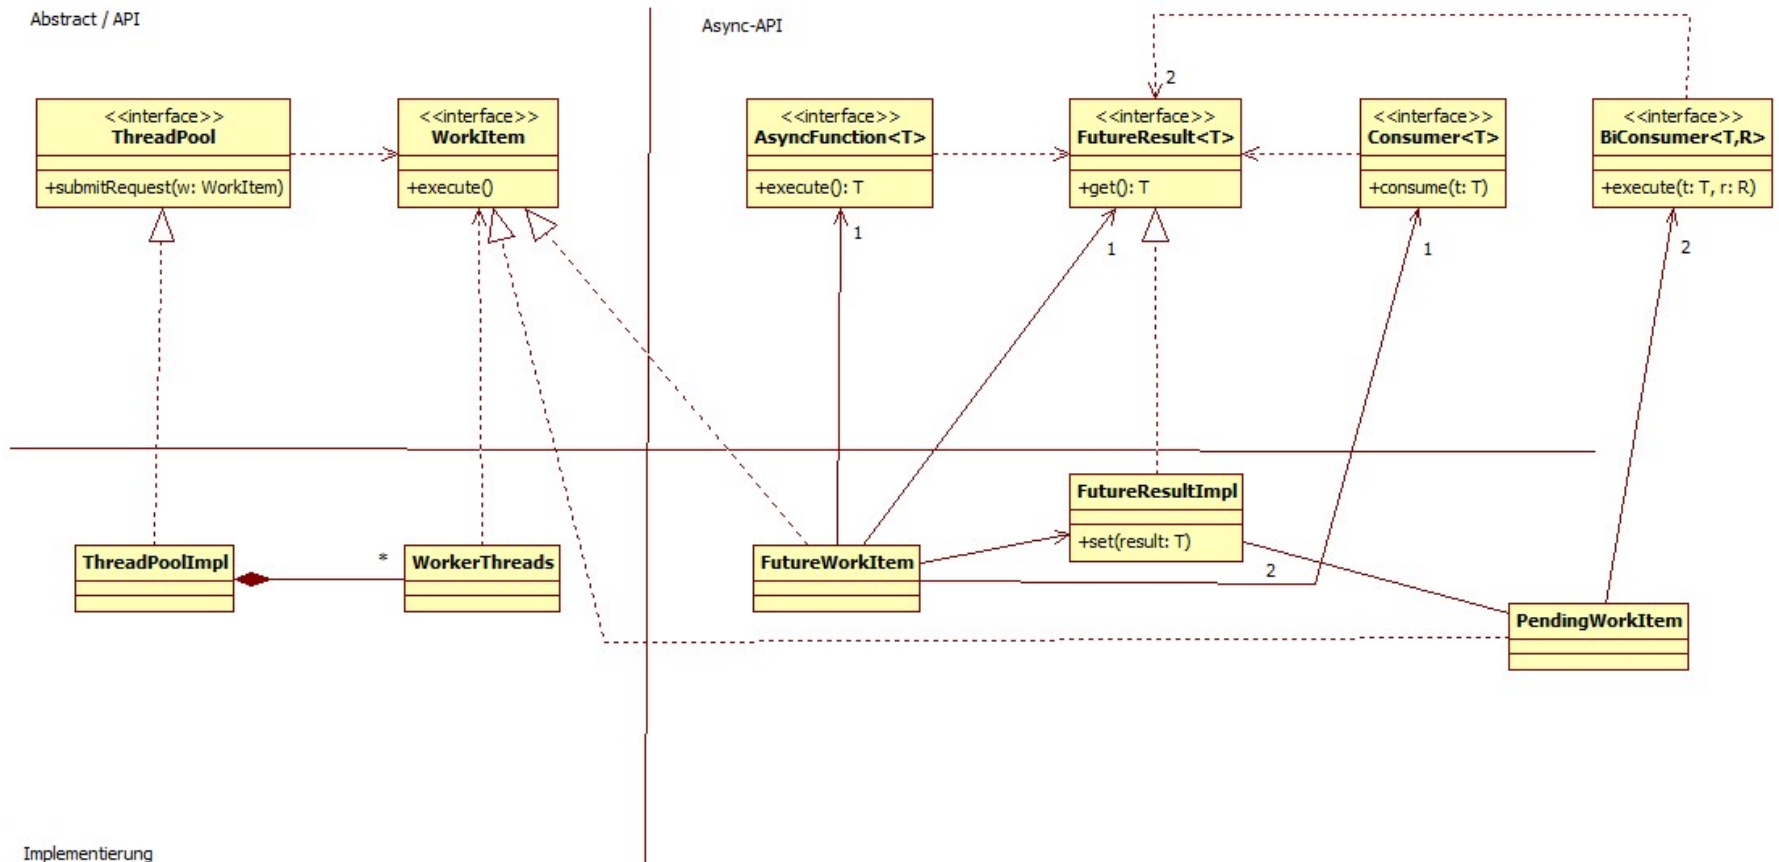 Abstract / API
Async-API
2
<<interface>>
ThreadPool
+submitRequest(w: WorkItem)
<<interface>>
WorkItem
+execute()
<<interface>>
AsyncFunction<T>
+execute(): T
<<interface>>
FutureResult<T>
+get(): T
<<interface>>
Consumer<T>
+consume(t: T)
<<interface>>
BiConsumer<T,R>
+execute(t: T, r: R)
1
1
1
2
FutureResultImpl
+set(result: T)
ThreadPoolImpl
*
WorkerThreads
FutureWorkItem
2
PendingWorkItem
Implementierung